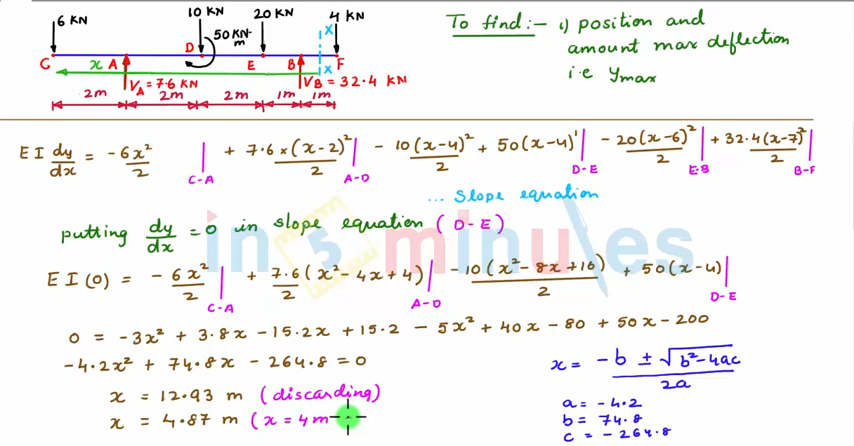 6 KN 10 KN 20 KN 4 KN
50 KN-m
C x A D E B F x x
V_A = 7.6 KN V_B = 32.4 KN
2m 2m 2m 1m 1m
To find:- i) position and
amount max deflection
i.e y_max
EI dy/dx = -6x²/2 |_(C-A) + 7.6 × (x-2)²/2 |_(A-D) - 10(x-4)²/2 + 50(x-4)¹ |_(D-E) - 20(x-6)²/2 |_(E-B) + 32.4(x-7)²/2 |_(B-F)
... Slope equation
in 5 minutes
putting dy/dx = 0 in slope equation (D-E)
EI(0) = -6x²/2 |_(C-A) + 7.6/2 (x² - 4x + 4) |_(A-D) - 10(x² - 8x + 16)/2 + 50(x-4) |_(D-E)
0 = -3x² + 3.8x - 15.2x + 15.2 - 5x² + 40x - 80 + 50x - 200
-4.2x² + 74.8x - 264.8 = 0
x = 12.93 m (discarding)
x = 4.87 m (x = 4m -
x = -b ± √(b² - 4ac) / 2a
a = -4.2
b = 74.8
c = -264.8